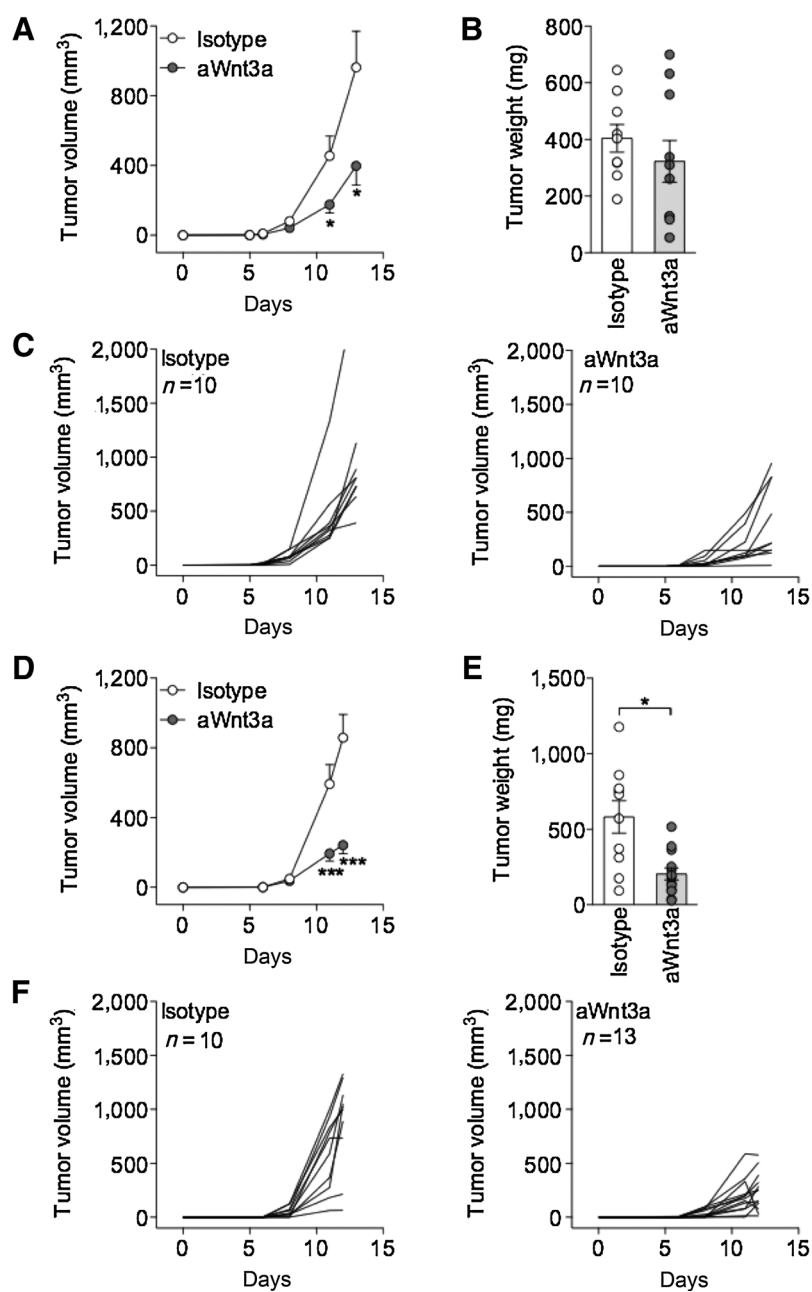 A
Tumor volume (mm³)
1,200
800
400
0
Isotype
aWnt3a
*
*
0 5 10 15
Days
B
Tumor weight (mg)
800
600
400
200
0
Isotype
aWnt3a
C
Tumor volume (mm³)
2,000
1,500
1,000
500
0
Isotype
n=10
0 5 10 15
Days
Tumor volume (mm³)
2,000
1,500
1,000
500
0
aWnt3a
n=10
0 5 10 15
Days
D
Tumor volume (mm³)
1,200
800
400
0
Isotype
aWnt3a
***
***
0 5 10 15
Days
E
Tumor weight (mg)
1,500
1,000
500
0
*
Isotype
aWnt3a
F
Tumor volume (mm³)
2,000
1,500
1,000
500
0
Isotype
n=10
0 5 10 15
Days
Tumor volume (mm³)
2,000
1,500
1,000
500
0
aWnt3a
n=13
0 5 10 15
Days